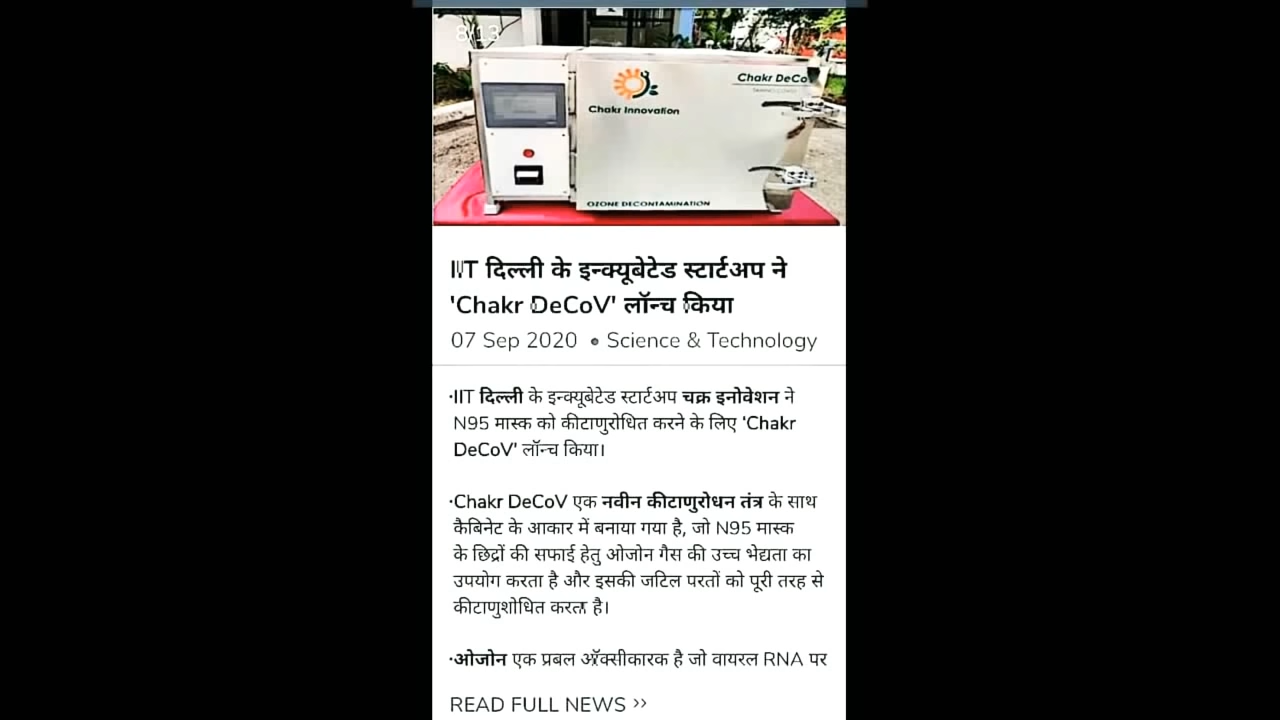 8/13
Chakr DeCoV
Chakr Innovation
OZONE DECONTAMINATION
IIT दिल्ली के इन्क्यूबेटेड स्टार्टअप ने
'Chakr DeCoV' लॉन्च किया
07 Sep 2020 • Science & Technology
·IIT दिल्ली के इन्क्यूबेटेड स्टार्टअप चक्र इनोवेशन ने
N95 मास्क को कीटाणुरोधित करने के लिए 'Chakr
DeCoV' लॉन्च किया।
·Chakr DeCoV एक नवीन कीटाणुरोधन तंत्र के साथ
कैबिनेट के आकार में बनाया गया है, जो N95 मास्क
के छिद्रों की सफाई हेतु ओजोन गैस की उच्च भेद्यता का
उपयोग करता है और इसकी जटिल परतों को पूरी तरह से
कीटाणुशोधित करता है।
·ओजोन एक प्रबल ऑक्सीकारक है जो वायरल RNA पर
READ FULL NEWS >>